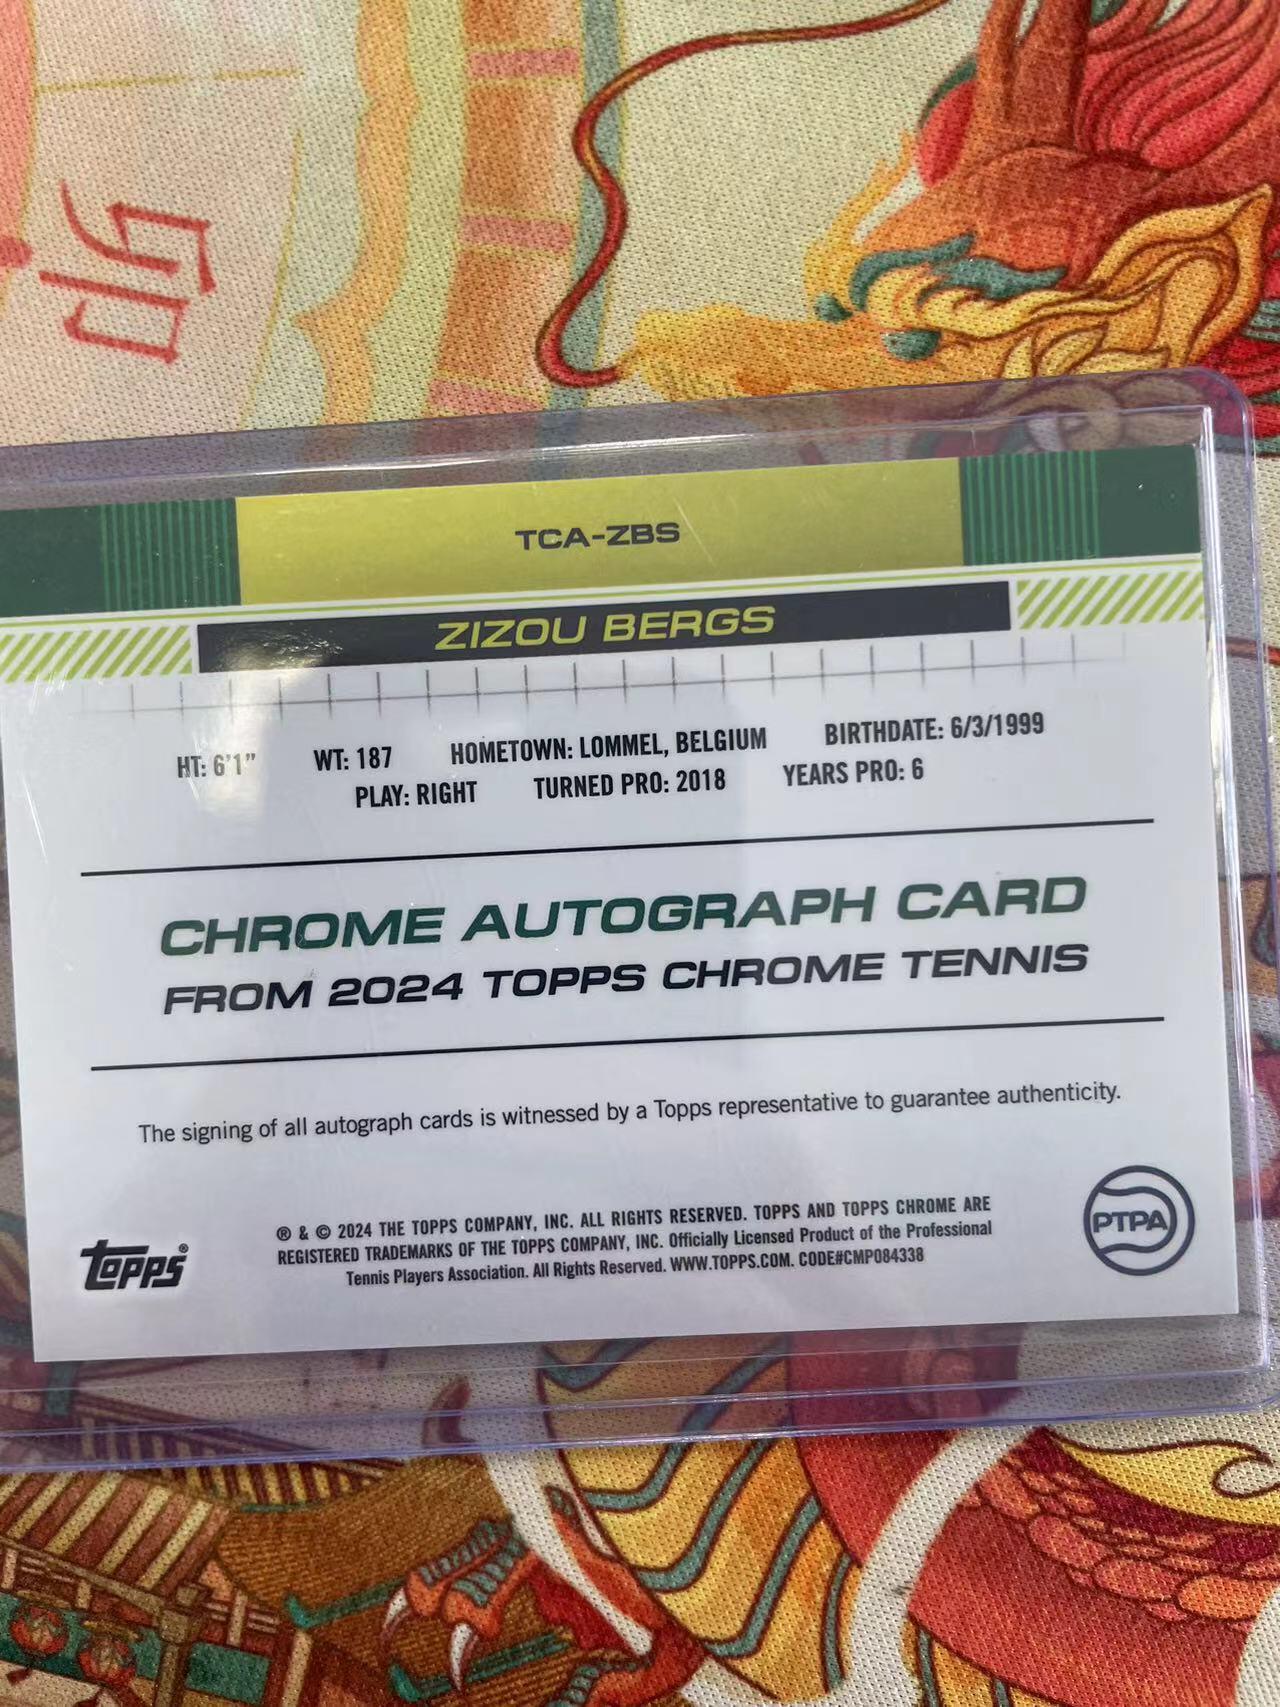 卯
TCA-ZBS
ZIZOU BERGS
HT: 6'1" WT: 187 HOMETOWN: LOMMEL, BELGIUM BIRTHDATE: 6/3/1999
PLAY: RIGHT TURNED PRO: 2018 YEARS PRO: 6
CHROME AUTOGRAPH CARD
FROM 2024 TOPPS CHROME TENNIS
The signing of all autograph cards is witnessed by a Topps representative to guarantee authenticity.
topps®
® & © 2024 THE TOPPS COMPANY, INC. ALL RIGHTS RESERVED. TOPPS AND TOPPS CHROME ARE
REGISTERED TRADEMARKS OF THE TOPPS COMPANY, INC. Officially Licensed Product of the Professional
Tennis Players Association. All Rights Reserved. WWW.TOPPS.COM. CODE#CMP084338
PTPA